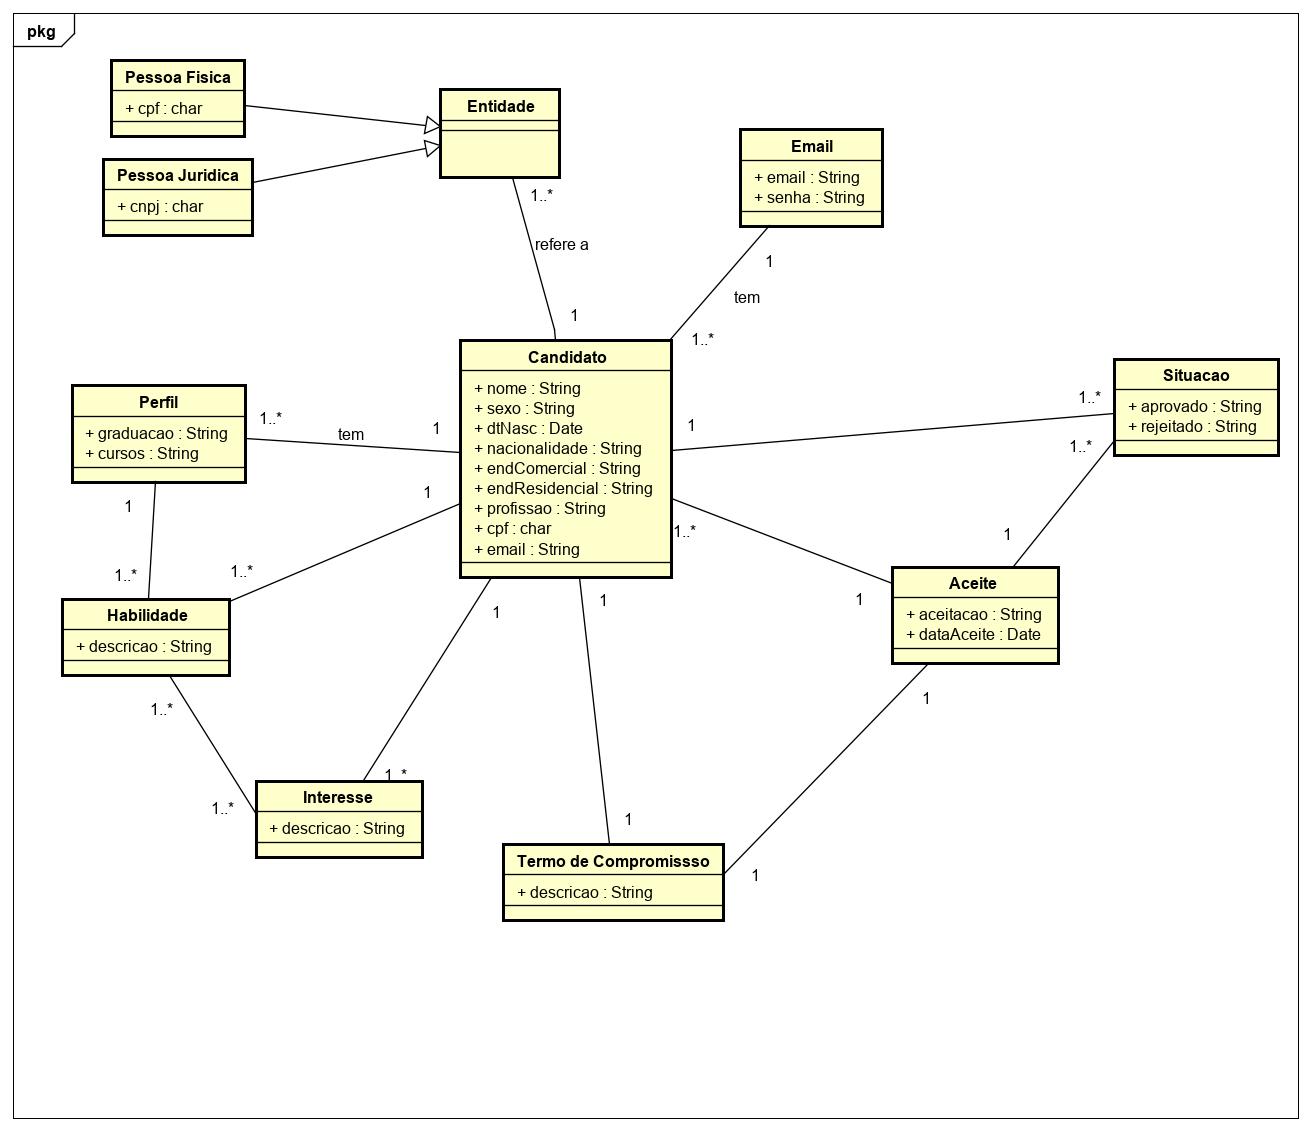 pkg
Pessoa Fisica
+ cpf : char
Pessoa Juridica
+ cnpj : char
Entidade
1..*
refere a
1
Email
+ email : String
+ senha : String
1
tem
1..*
Candidato
+ nome : String
+ sexo : String
+ dtNasc : Date
+ nacionalidade : String
+ endComercial : String
+ endResidencial : String
+ profissao : String
+ cpf : char
+ email : String
Perfil
+ graduacao : String
+ cursos : String
1..*
tem
1
1
1..*
1
1..*
Habilidade
+ descricao : String
1..*
1..*
1
1..*
Interesse
+ descricao : String
1
1
Termo de Compromissso
+ descricao : String
1
1..*
Situacao
+ aprovado : String
+ rejeitado : String
1..*
1
1..*
1
Aceite
+ aceitacao : String
+ dataAceite : Date
1
1